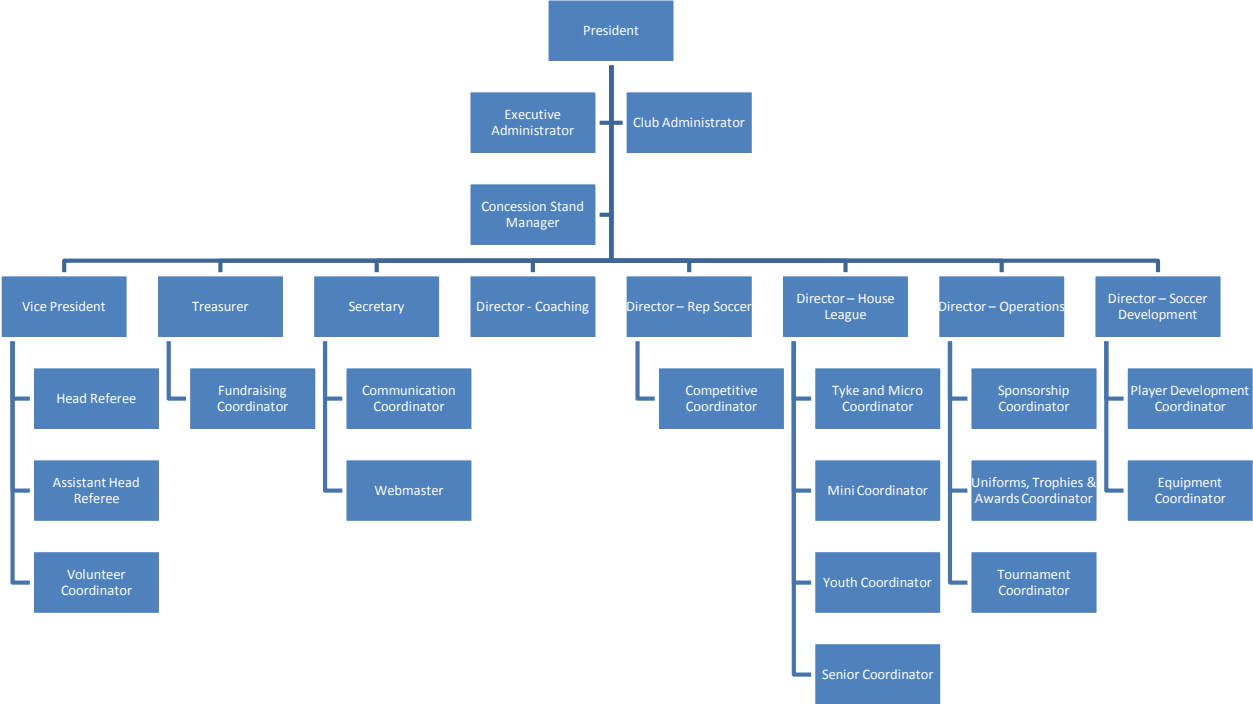 President
Executive
Administrator
Club Administrator
Concession Stand
Manager
Vice President
Treasurer
Secretary
Director - Coaching
Director – Rep Soccer
Director – House
League
Director – Operations
Director – Soccer
Development
Head Referee
Fundraising
Coordinator
Communication
Coordinator
Competitive
Coordinator
Tyke and Micro
Coordinator
Sponsorship
Coordinator
Player Development
Coordinator
Assistant Head
Referee
Webmaster
Mini Coordinator
Uniforms, Trophies &
Awards Coordinator
Equipment
Coordinator
Volunteer
Coordinator
Youth Coordinator
Tournament
Coordinator
Senior Coordinator